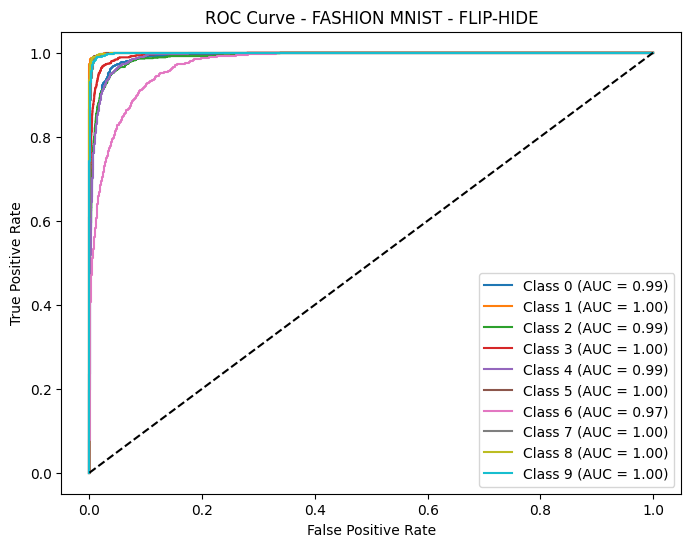 ROC Curve - FASHION MNIST - FLIP-HIDE
True Positive Rate
1.0
0.8
0.6
0.4
0.2
0.0
Class 0 (AUC = 0.99)
Class 1 (AUC = 1.00)
Class 2 (AUC = 0.99)
Class 3 (AUC = 1.00)
Class 4 (AUC = 0.99)
Class 5 (AUC = 1.00)
Class 6 (AUC = 0.97)
Class 7 (AUC = 1.00)
Class 8 (AUC = 1.00)
Class 9 (AUC = 1.00)
0.0 0.2 0.4 0.6 0.8 1.0
False Positive Rate